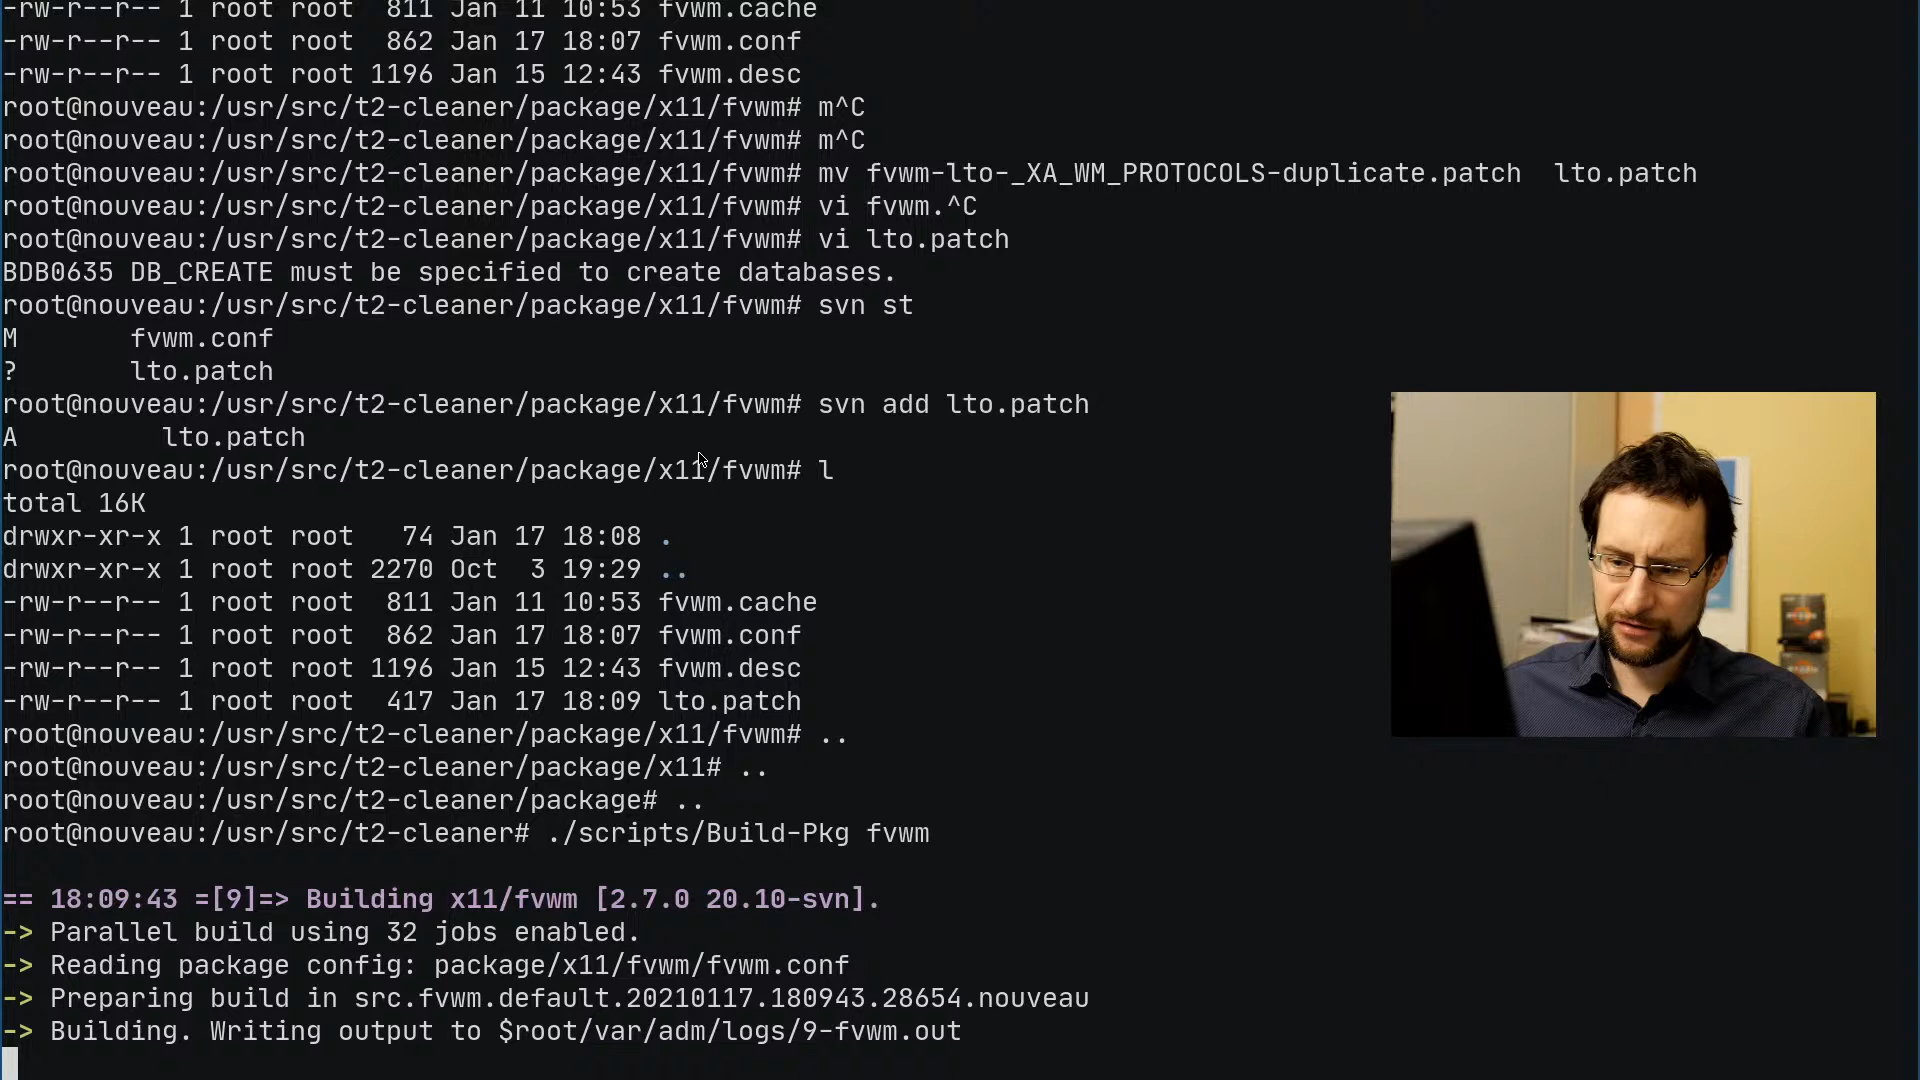 -rw-r--r-- 1 root root  811 Jan 11 10:53 fvwm.cache
-rw-r--r-- 1 root root  862 Jan 17 18:07 fvwm.conf
-rw-r--r-- 1 root root 1196 Jan 15 12:43 fvwm.desc
root@nouveau:/usr/src/t2-cleaner/package/x11/fvwm# m^C
root@nouveau:/usr/src/t2-cleaner/package/x11/fvwm# m^C
root@nouveau:/usr/src/t2-cleaner/package/x11/fvwm# mv fvwm-lto-_XA_WM_PROTOCOLS-duplicate.patch  lto.patch
root@nouveau:/usr/src/t2-cleaner/package/x11/fvwm# vi fvwm.^C
root@nouveau:/usr/src/t2-cleaner/package/x11/fvwm# vi lto.patch
BDB0635 DB_CREATE must be specified to create databases.
root@nouveau:/usr/src/t2-cleaner/package/x11/fvwm# svn st
M       fvwm.conf
?       lto.patch
root@nouveau:/usr/src/t2-cleaner/package/x11/fvwm# svn add lto.patch
A         lto.patch
root@nouveau:/usr/src/t2-cleaner/package/x11/fvwm# l
total 16K
drwxr-xr-x 1 root root   74 Jan 17 18:08 .
drwxr-xr-x 1 root root 2270 Oct  3 19:29 ..
-rw-r--r-- 1 root root  811 Jan 11 10:53 fvwm.cache
-rw-r--r-- 1 root root  862 Jan 17 18:07 fvwm.conf
-rw-r--r-- 1 root root 1196 Jan 15 12:43 fvwm.desc
-rw-r--r-- 1 root root  417 Jan 17 18:09 lto.patch
root@nouveau:/usr/src/t2-cleaner/package/x11/fvwm# ..
root@nouveau:/usr/src/t2-cleaner/package/x11# ..
root@nouveau:/usr/src/t2-cleaner/package# ..
root@nouveau:/usr/src/t2-cleaner# ./scripts/Build-Pkg fvwm
== 18:09:43 =[9]=> Building x11/fvwm [2.7.0 20.10-svn].
-> Parallel build using 32 jobs enabled.
-> Reading package config: package/x11/fvwm/fvwm.conf
-> Preparing build in src.fvwm.default.20210117.180943.28654.nouveau
-> Building. Writing output to $root/var/adm/logs/9-fvwm.out